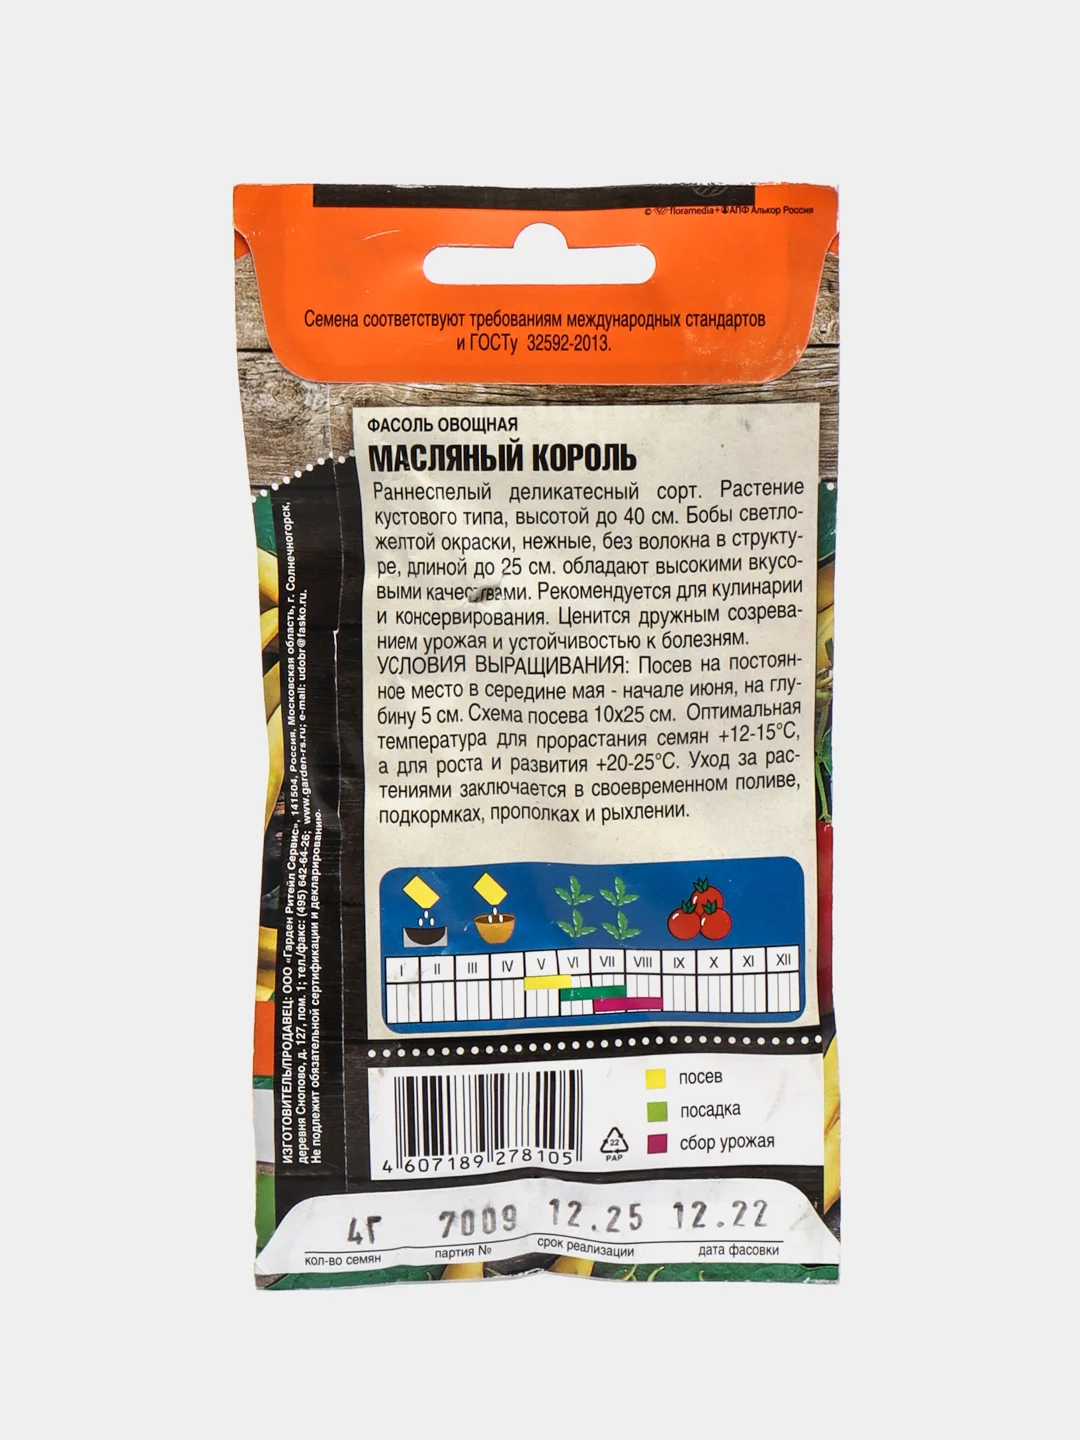 © floramedia + АПФ Алькор Россия
Семена соответствуют требованиям международных стандартов
и ГОСТу 32592-2013.
ФАСОЛЬ ОВОЩНАЯ
МАСЛЯНЫЙ КОРОЛЬ
Раннеспелый деликатесный сорт. Растение
кустового типа, высотой до 40 см. Бобы светло-
желтой окраски, нежные, без волокна в структу-
ре, длиной до 25 см. обладают высокими вкусо-
выми качествами. Рекомендуется для кулинарии
и консервирования. Ценится дружным созрева-
нием урожая и устойчивостью к болезням.
УСЛОВИЯ ВЫРАЩИВАНИЯ: Посев на постоян-
ное место в середине мая - начале июня, на глу-
бину 5 см. Схема посева 10х25 см. Оптимальная
температура для прорастания семян +12-15°С,
а для роста и развития +20-25°С. Уход за рас-
тениями заключается в своевременном поливе,
подкормках, прополках и рыхлении.
I II III IV V VI VII VIII IX X XI XII
посев
посадка
сбор урожая
22
PAP
4 607189 278105
4Г 7009 12.25 12.22
кол-во семян партия № срок реализации дата фасовки
ИЗГОТОВИТЕЛЬ/ПРОДАВЕЦ: ООО «Гарден Ритейл Сервис», 141504, Россия, Московская область, г. Солнечногорск,
деревня Снопово, д. 127, пом. 1; тел./факс: (495) 642-64-26; www.garden-rs.ru; e-mail: udobr@fasko.ru.
Не подлежит обязательной сертификации и декларированию.